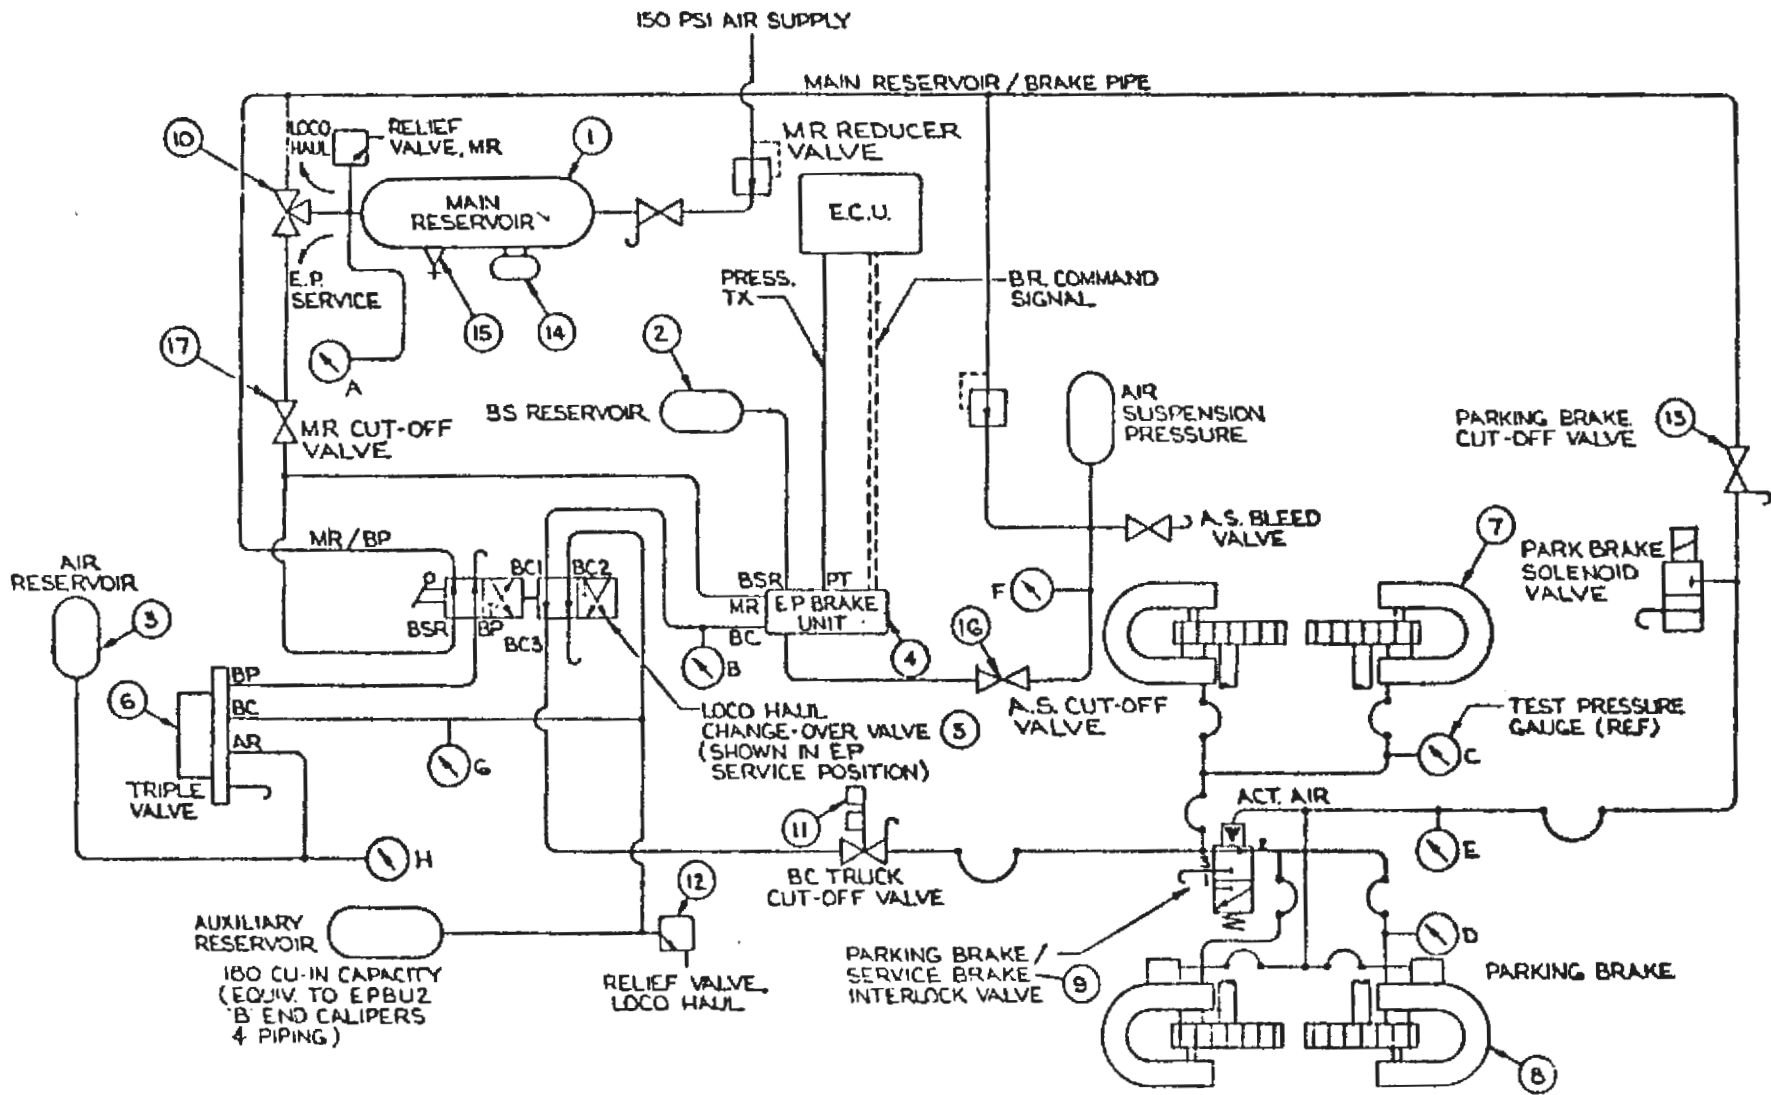 150 PSI AIR SUPPLY
MAIN RESERVOIR / BRAKE PIPE
10
LOCO
HAUL
RELIEF
VALVE, MR
1
MR REDUCER
VALVE
MAIN
RESERVOIR
E.C.U.
E.P.
SERVICE
15
14
PRESS.
TX
BR. COMMAND
SIGNAL
17
A
2
BS RESERVOIR
MR CUT-OFF
VALVE
AIR
SUSPENSION
PRESSURE
PARKING BRAKE
CUT-OFF VALVE
13
A.S. BLEED
VALVE
7
PARK BRAKE
SOLENOID
VALVE
MR/BP
AIR
RESERVOIR
3
BC1
BC2
BSR
BP
BC3
BSR
PT
MR
EP BRAKE
UNIT
BC
B
4
F
16
A.S. CUT-OFF
VALVE
6
BP
BC
AR
G
TRIPLE
VALVE
H
LOCO HAUL
CHANGE-OVER VALVE
(SHOWN IN EP
SERVICE POSITION)
5
TEST PRESSURE
GAUGE (REF)
C
ACT. AIR
E
11
BC TRUCK
CUT-OFF VALVE
12
AUXILIARY
RESERVOIR
180 CU-IN CAPACITY
(EQUIV. TO EPBU2
'B' END CALIPERS
& PIPING)
RELIEF VALVE,
LOCO HAUL
PARKING BRAKE/
SERVICE BRAKE
INTERLOCK VALVE
9
D
PARKING BRAKE
8